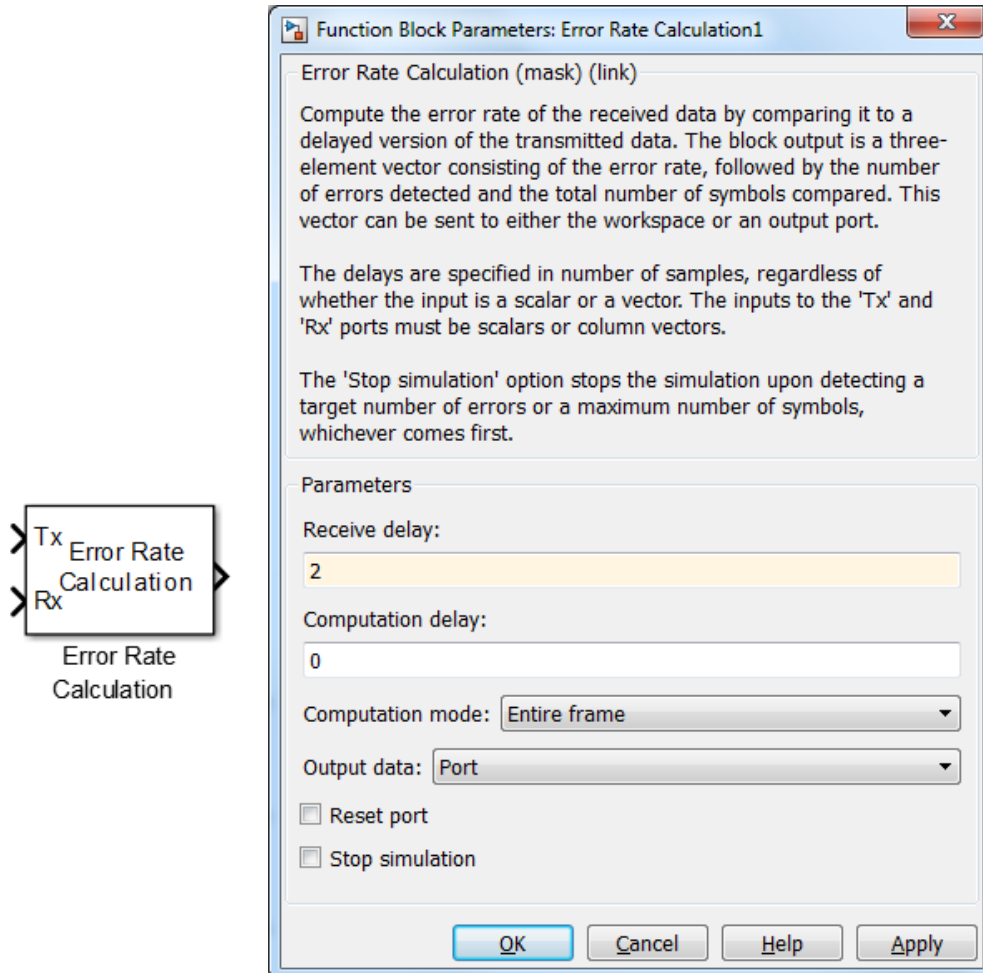 Tx
Error Rate
Calculation
Rx
Error Rate
Calculation
Function Block Parameters: Error Rate Calculation1
X
Error Rate Calculation (mask) (link)
Compute the error rate of the received data by comparing it to a
delayed version of the transmitted data. The block output is a three-
element vector consisting of the error rate, followed by the number
of errors detected and the total number of symbols compared. This
vector can be sent to either the workspace or an output port.
The delays are specified in number of samples, regardless of
whether the input is a scalar or a vector. The inputs to the 'Tx' and
'Rx' ports must be scalars or column vectors.
The 'Stop simulation' option stops the simulation upon detecting a
target number of errors or a maximum number of symbols,
whichever comes first.
Parameters
Receive delay:
2
Computation delay:
0
Computation mode: Entire frame
Output data: Port
Reset port
Stop simulation
OK Cancel Help Apply